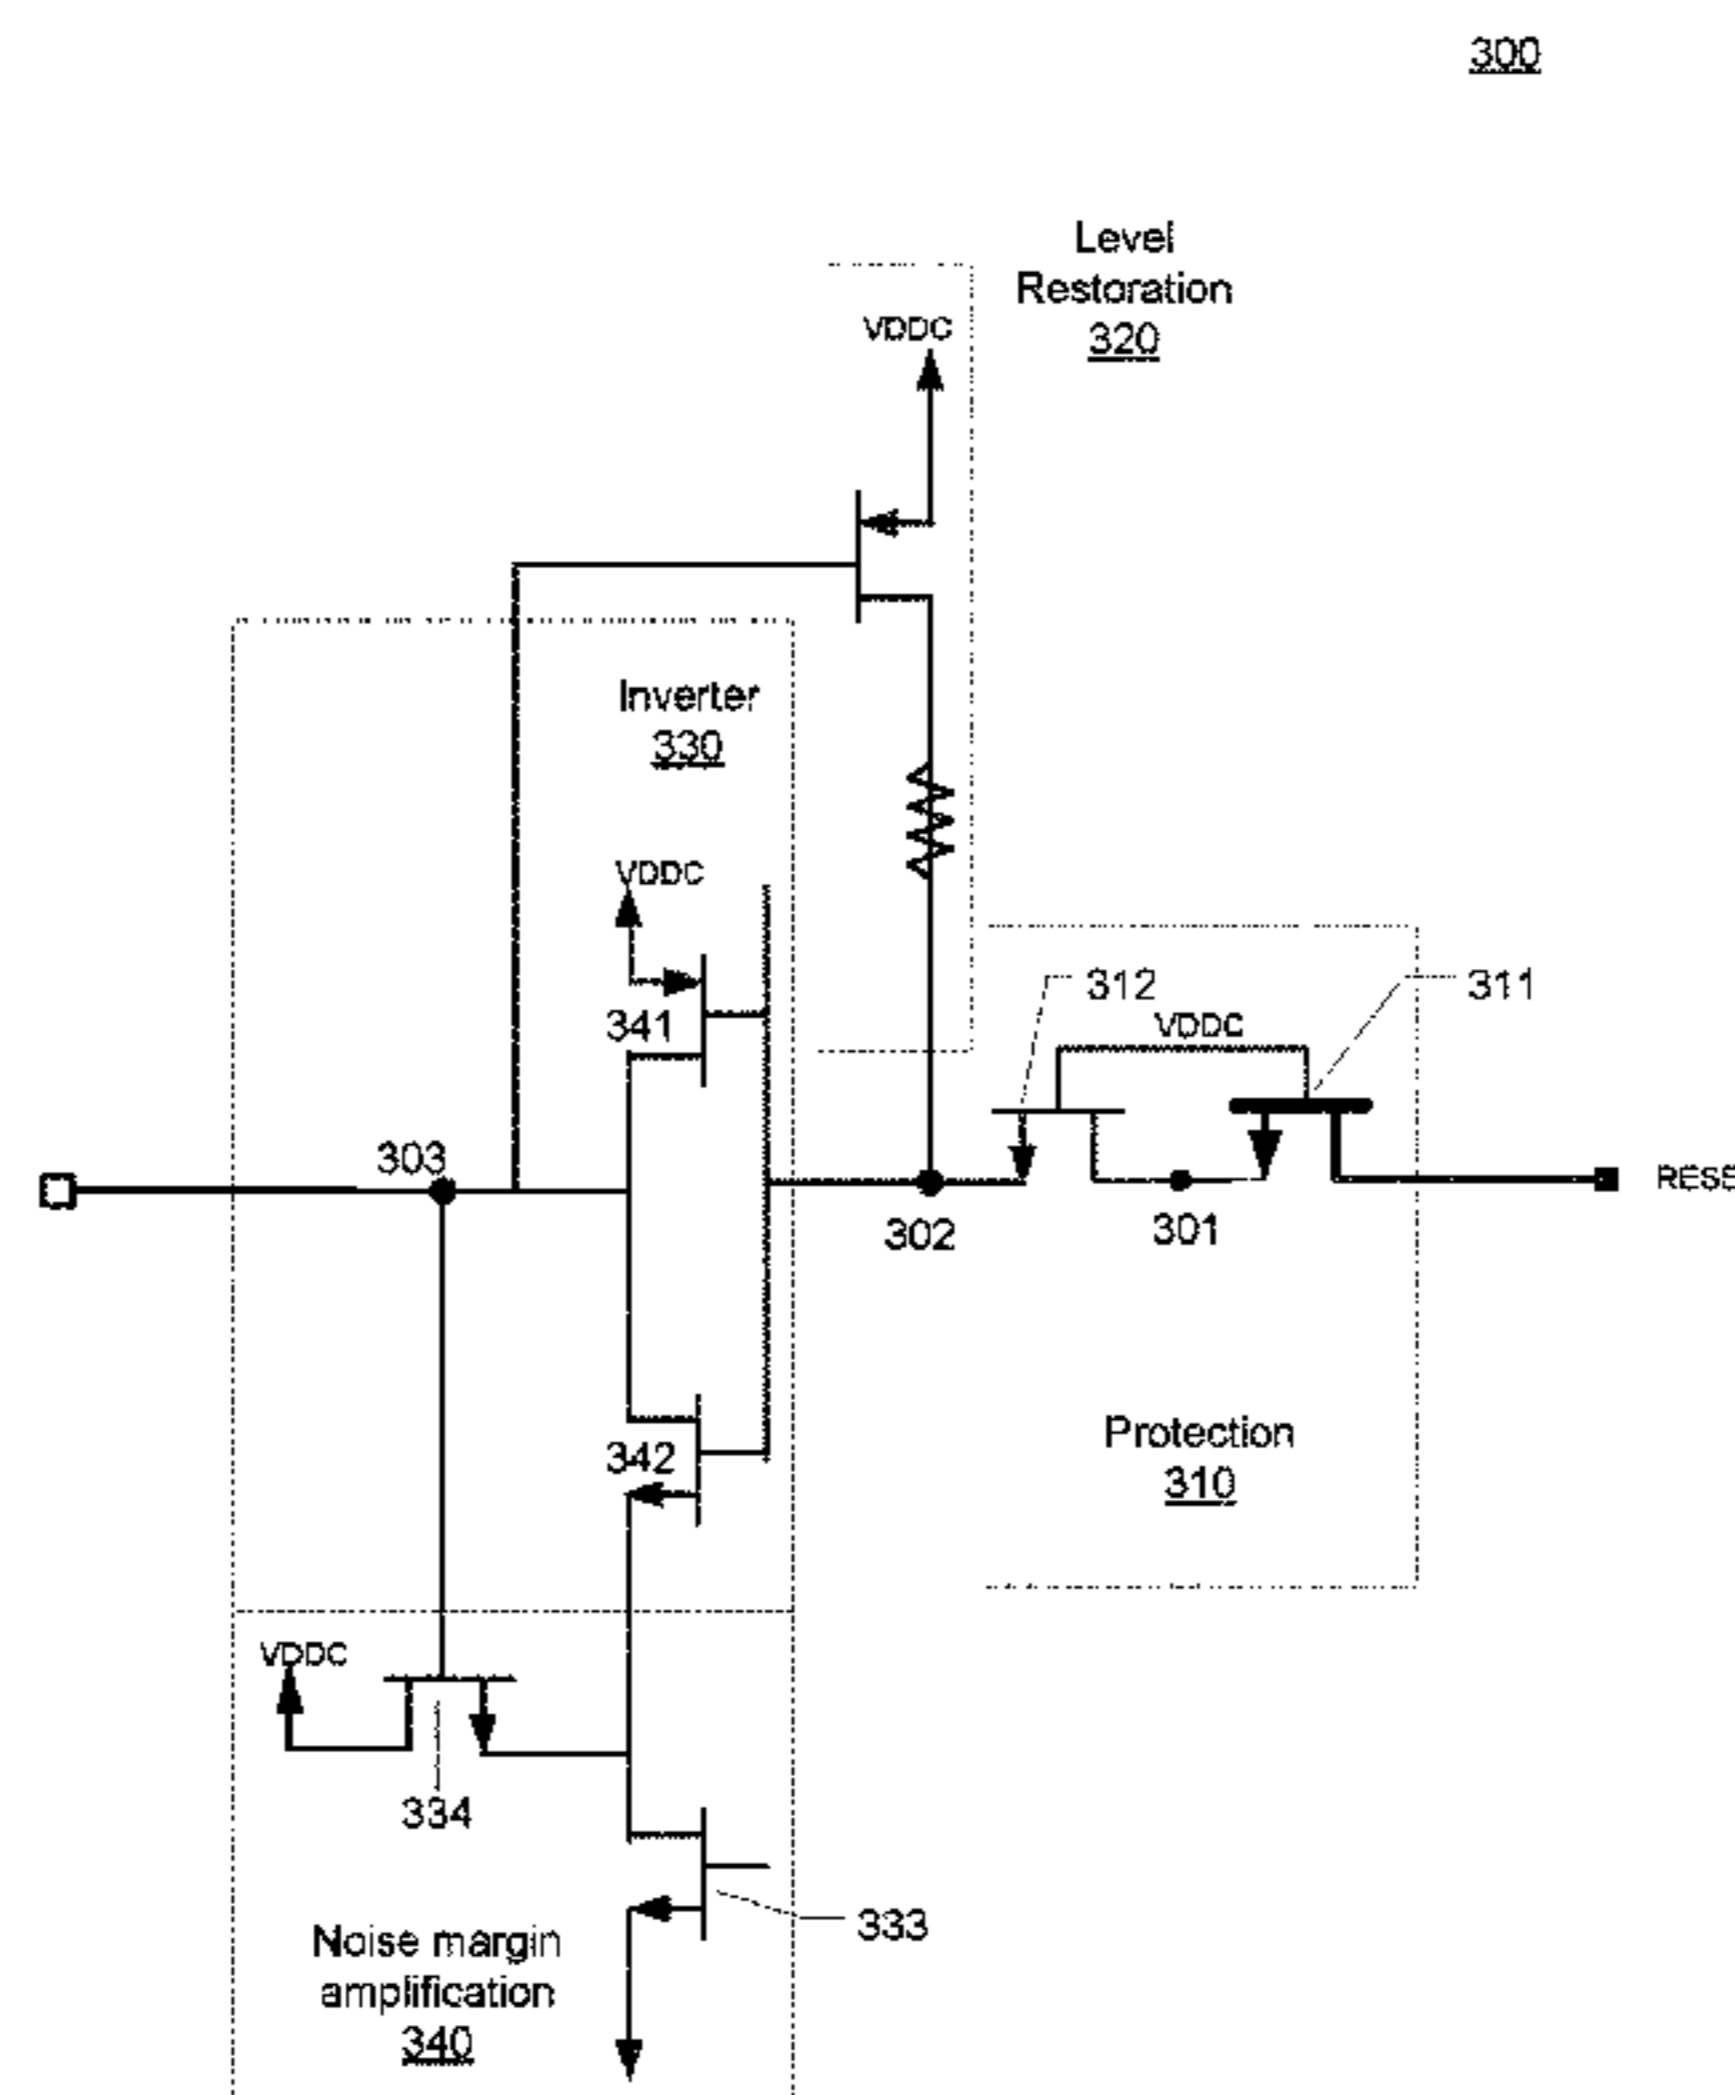 300
Level
Restoration
320
VDDC
Inverter
330
VDDC
341
312
311
VDDC
303
302
301
RESE
342
Protection
310
VDDC
334
333
Noise margin
amplification
340